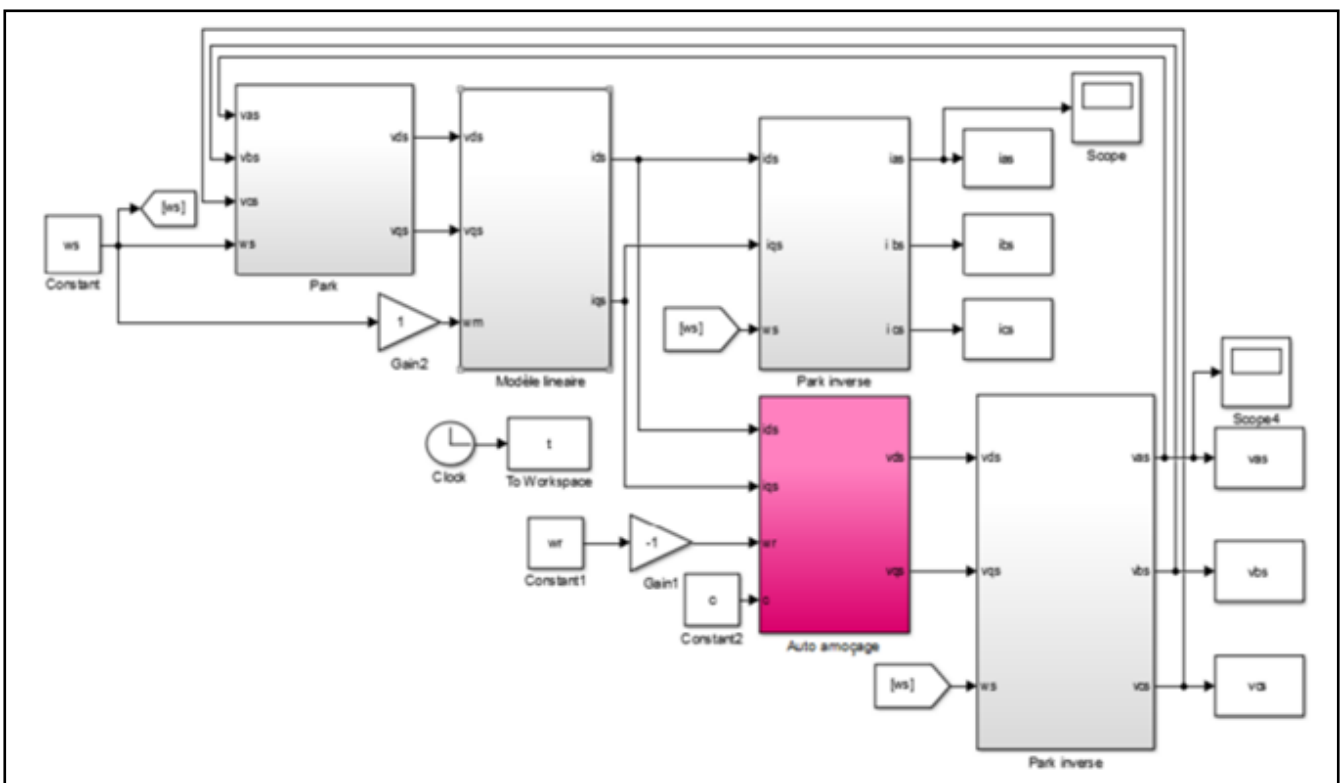 vas
vbs
vcs
ws
vds
vqs
Park
[ws]
ws
Constant
1
Gain2
vds
vqs
wm
ids
iqs
Modèle lineaire
ids
iqs
ws
ias
i bs
i cs
Park inverse
[ws]
Scope
ias
ibs
ics
Clock
t
To Workspace
wr
Constant1
-1
Gain1
c
Constant2
ids
iqs
wr
c
vds
vqs
Auto amoçage
[ws]
vds
vqs
ws
vas
vbs
vcs
Park inverse
Scope4
vas
vbs
vcs